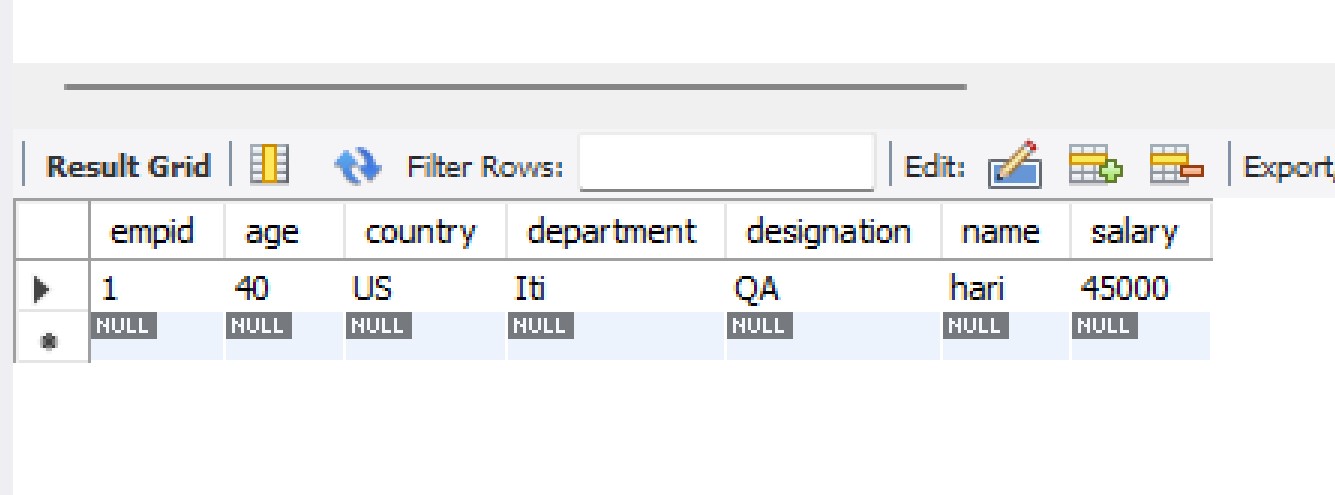 Result Grid Filter Rows: Edit: Export
empid age country department designation name salary
1 40 US Iti QA hari 45000
NULL NULL NULL NULL NULL NULL NULL